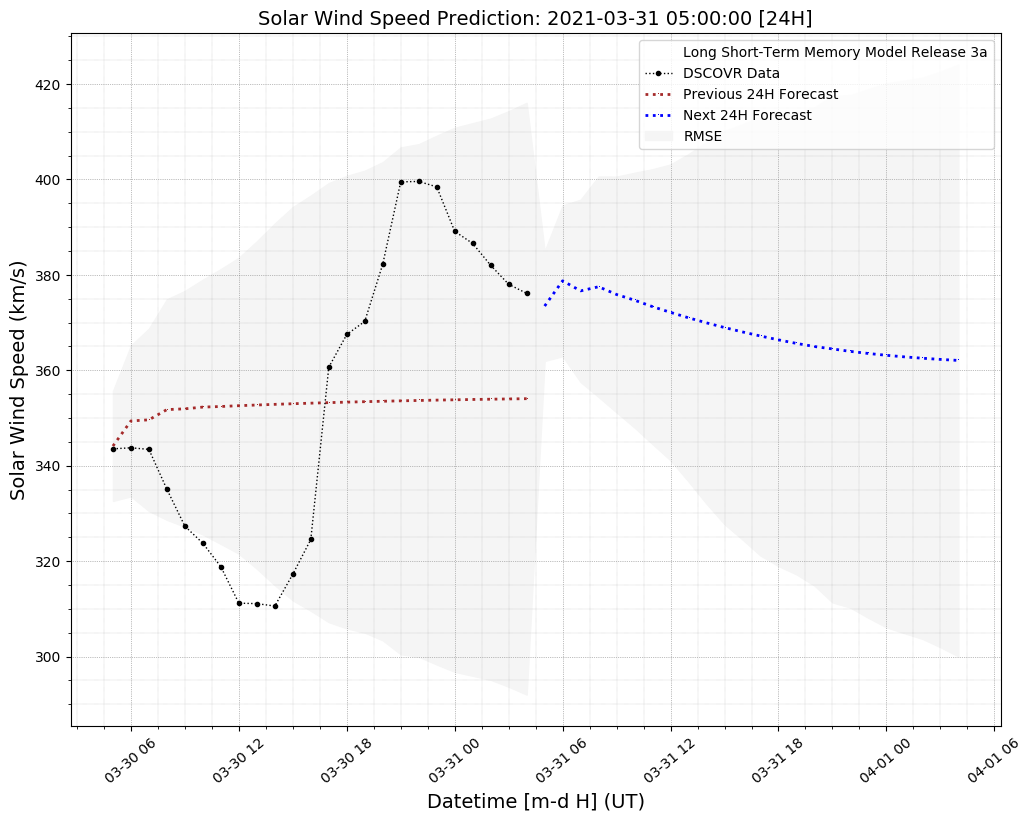 Solar Wind Speed Prediction: 2021-03-31 05:00:00 [24H]
Long Short-Term Memory Model Release 3a
DSCOVR Data
Previous 24H Forecast
Next 24H Forecast
RMSE
Solar Wind Speed (km/s)
420
400
380
360
340
320
300
03-30 06
03-30 12
03-30 18
03-31 00
03-31 06
03-31 12
03-31 18
04-01 00
04-01 06
Datetime [m-d H] (UT)